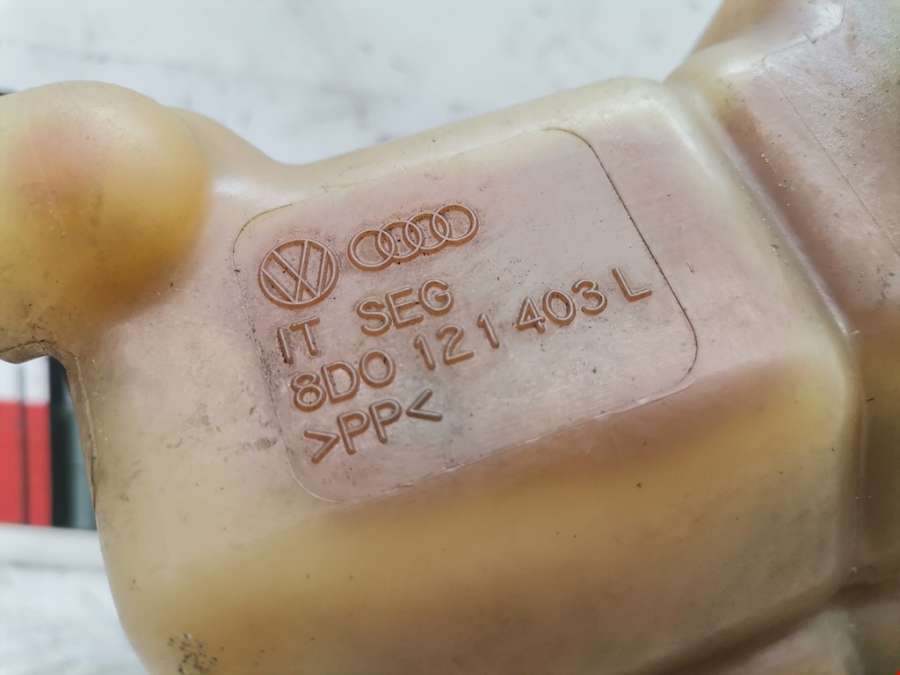 IT SEG
8D0 121 403 L
>PP<